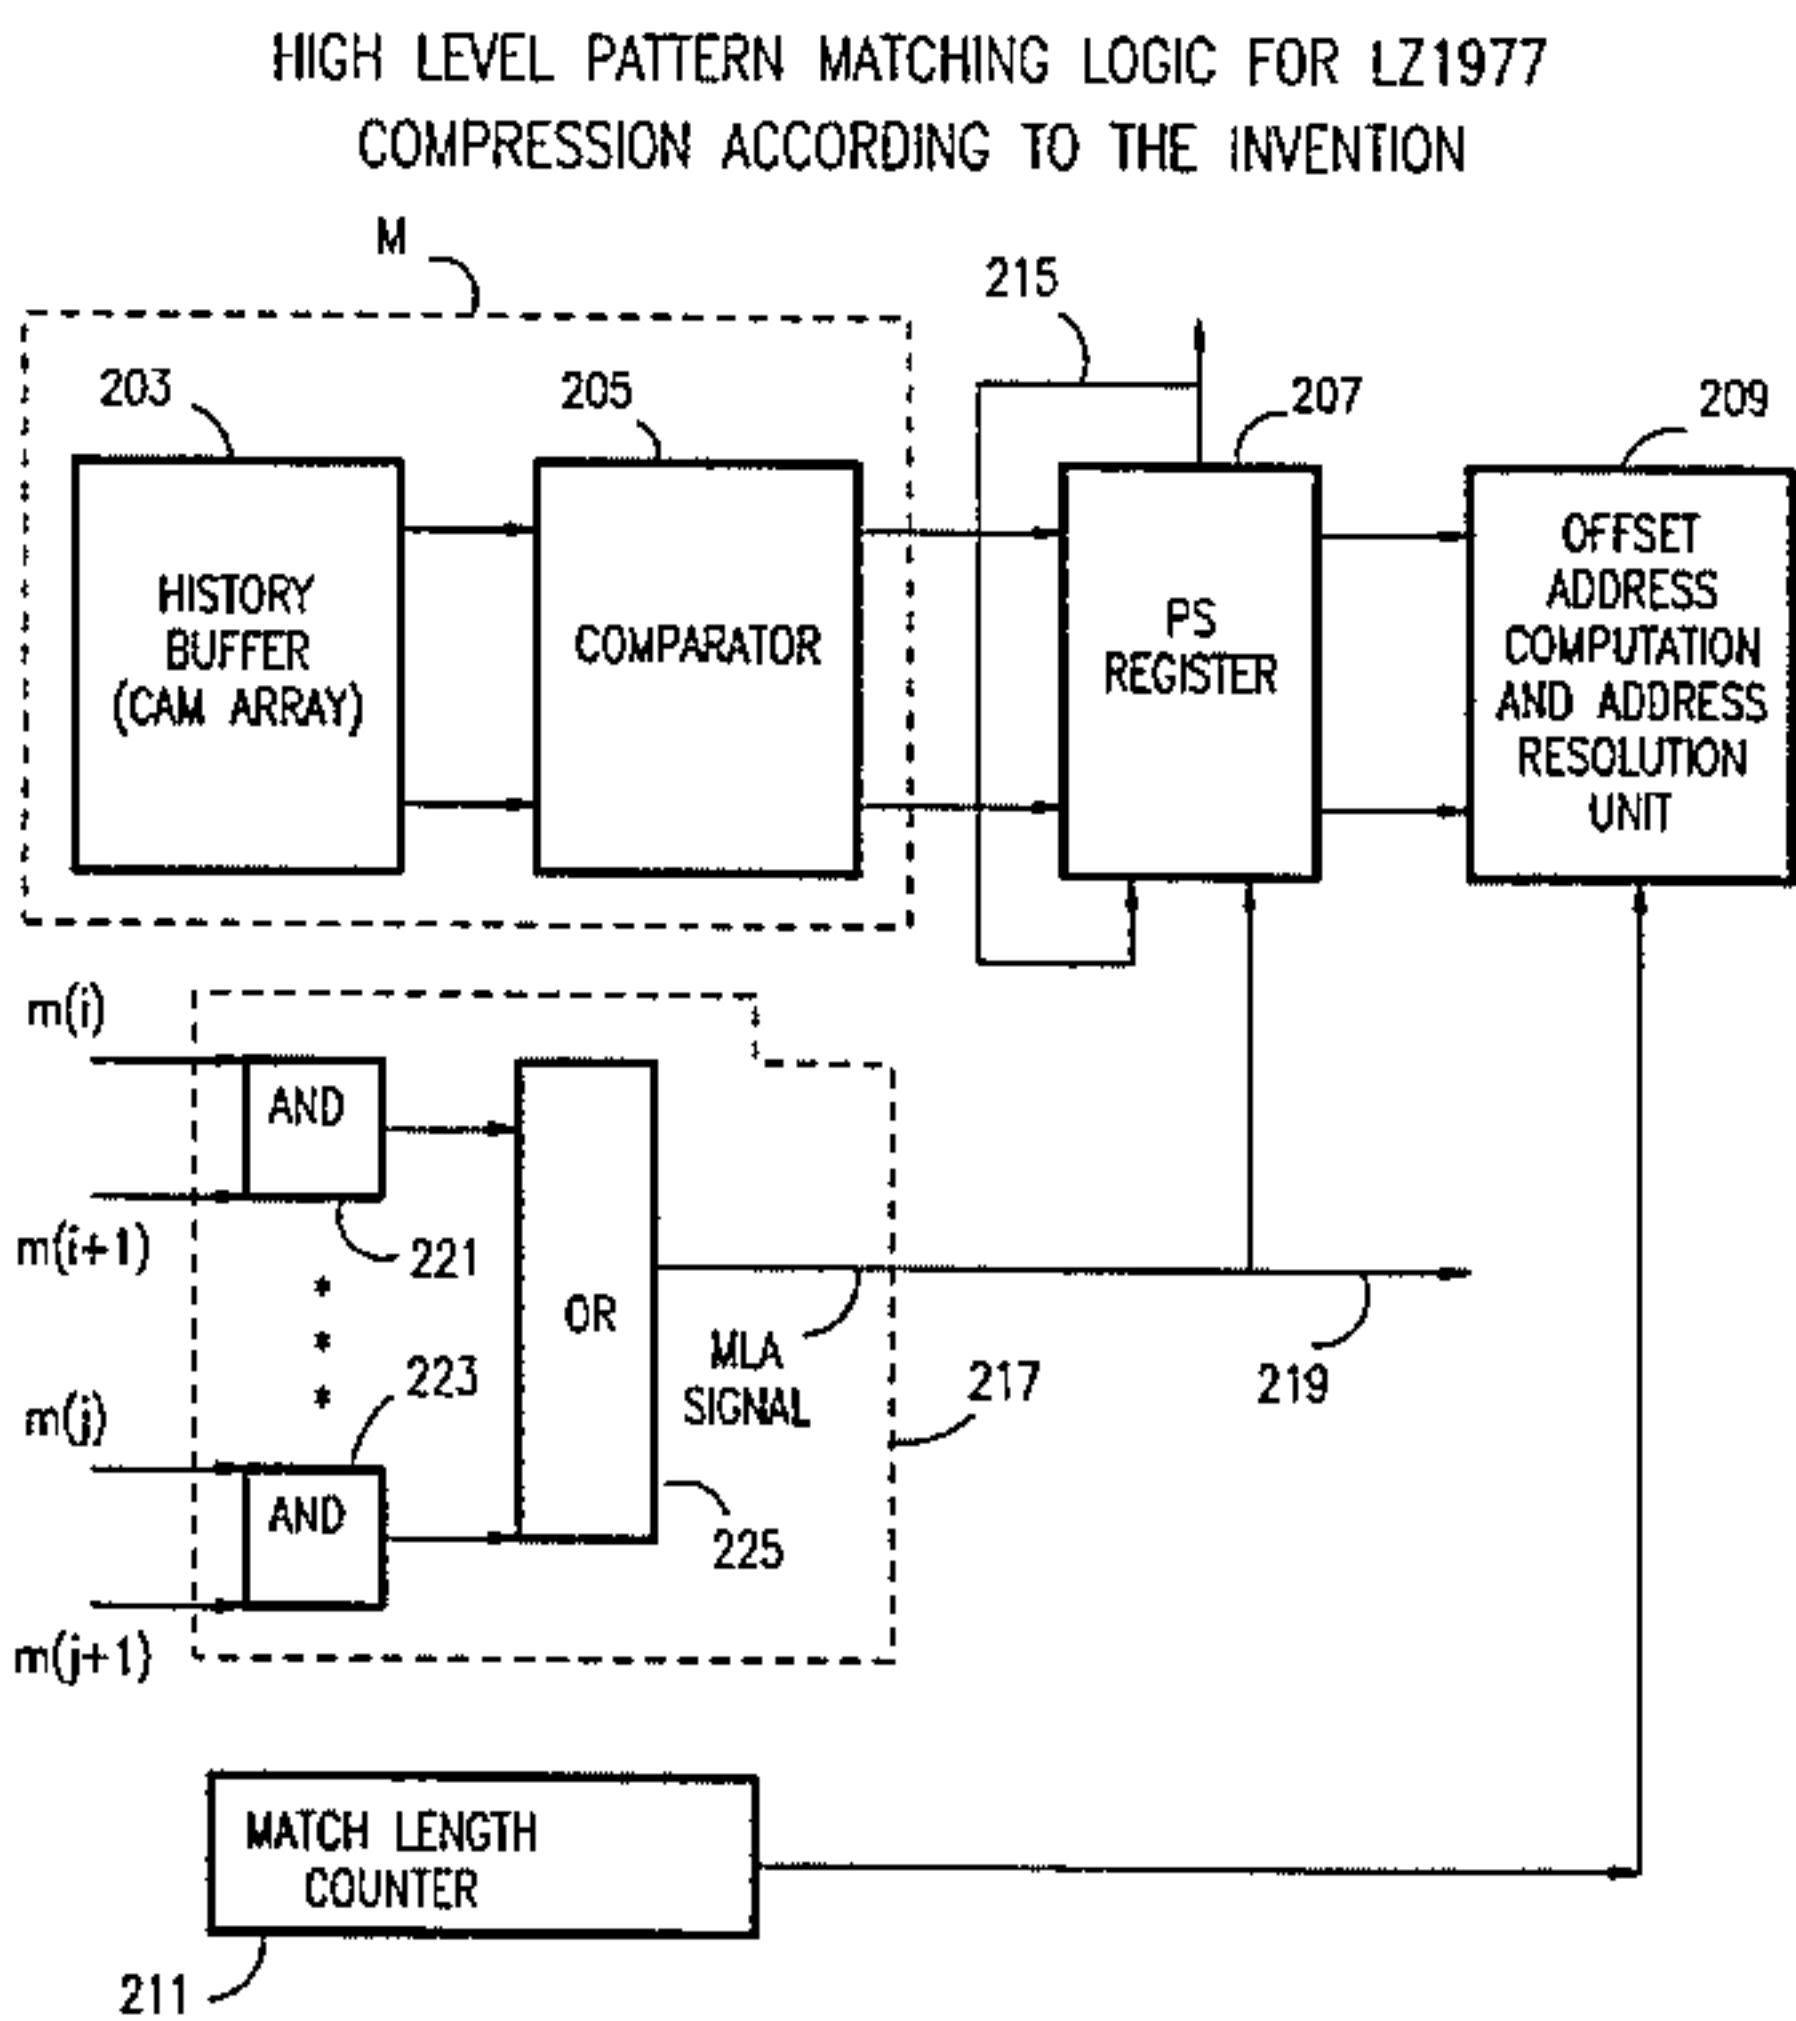 HIGH LEVEL PATTERN MATCHING LOGIC FOR LZ1977
COMPRESSION ACCORDING TO THE INVENTION
M
215
203
205
207
209
HISTORY
BUFFER
(CAM ARRAY)
COMPARATOR
PS
REGISTER
OFFSET
ADDRESS
COMPUTATION
AND ADDRESS
RESOLUTION
UNIT
m(i)
AND
m(i+1)
221
*
*
*
OR
MLA
SIGNAL
217
219
223
m(j)
AND
225
m(j+1)
MATCH LENGTH
COUNTER
211